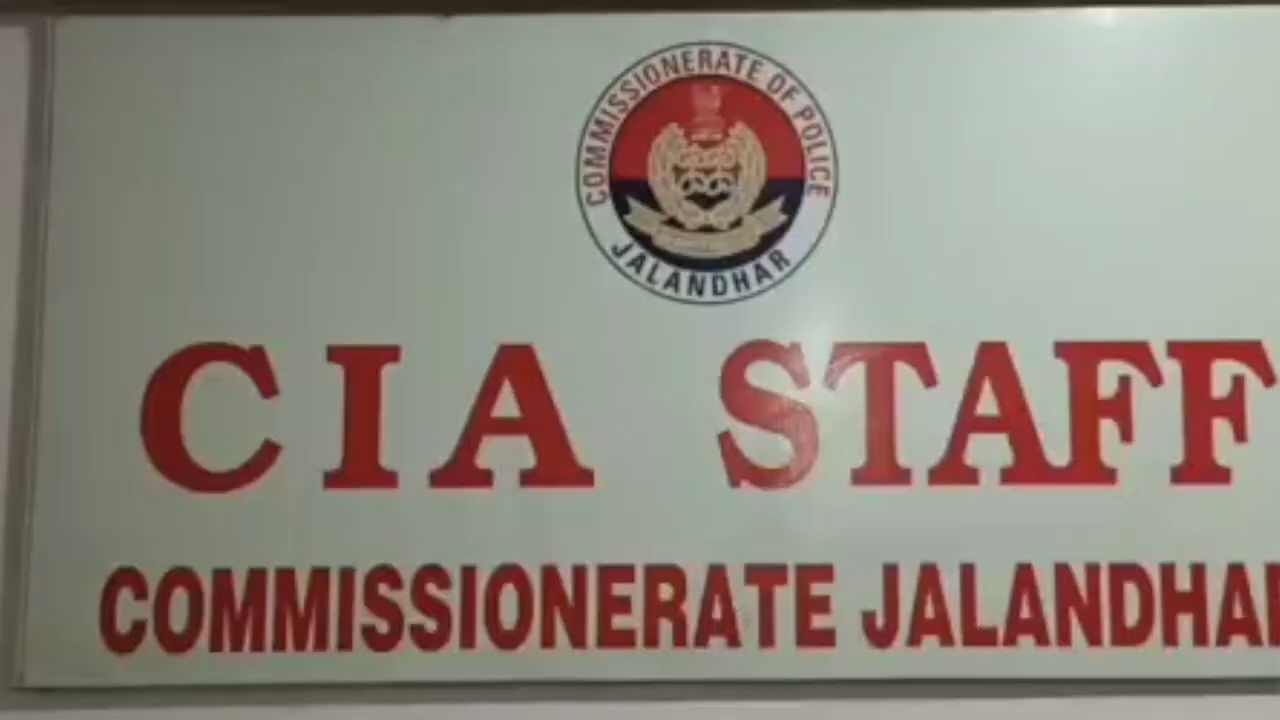 COMMISSIONERATE OF POLICE
JALANDHAR
CIA STAFF
COMMISSIONERATE JALANDHAR